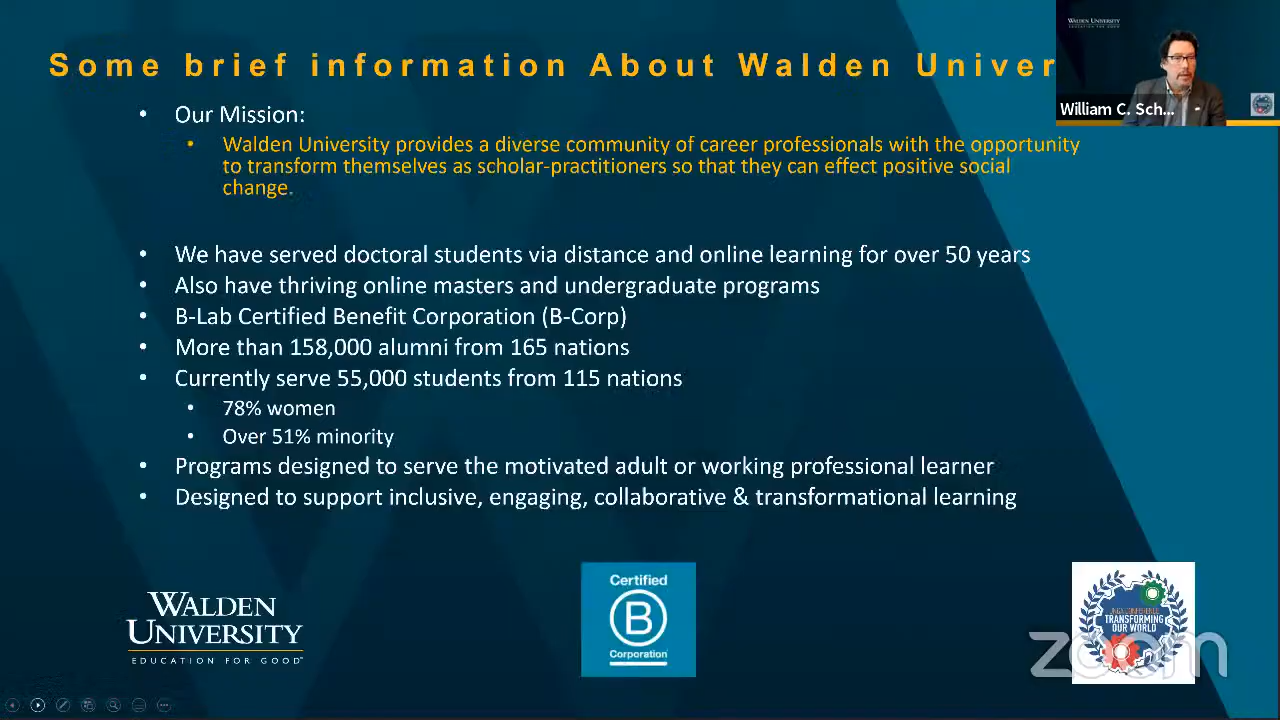 Some brief information About Walden Univer
WALDEN UNIVERSITY
William C. Sch...
• Our Mission:
• Walden University provides a diverse community of career professionals with the opportunity
to transform themselves as scholar-practitioners so that they can effect positive social
change.
• We have served doctoral students via distance and online learning for over 50 years
• Also have thriving online masters and undergraduate programs
• B-Lab Certified Benefit Corporation (B-Corp)
• More than 158,000 alumni from 165 nations
• Currently serve 55,000 students from 115 nations
• 78% women
• Over 51% minority
• Programs designed to serve the motivated adult or working professional learner
• Designed to support inclusive, engaging, collaborative & transformational learning
WALDEN
UNIVERSITY
EDUCATION FOR GOOD
Certified
B
Corporation
CONFERENCE
TRANSFORMING
OUR WORLD
zoom